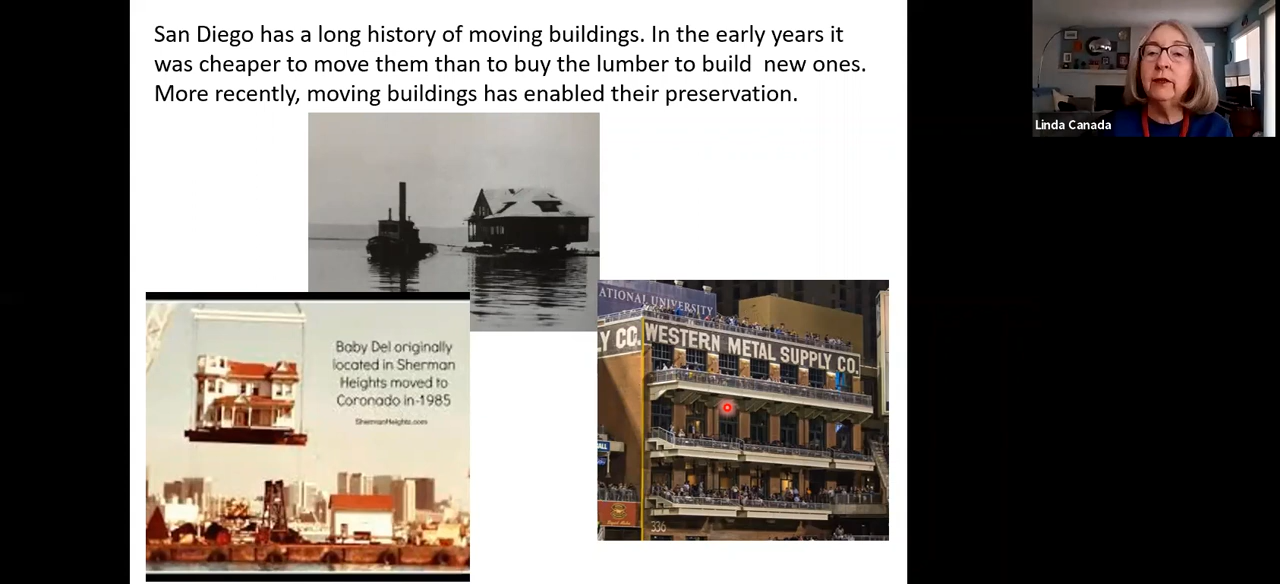 San Diego has a long history of moving buildings. In the early years it
was cheaper to move them than to buy the lumber to build  new ones.
More recently, moving buildings has enabled their preservation.
Linda Canada
Baby Del originally
located in Sherman
Heights moved to
Coronado in 1985
ShermanHeights.com
ATIONAL UNIVERSITY
LY CO. WESTERN METAL SUPPLY CO.
336